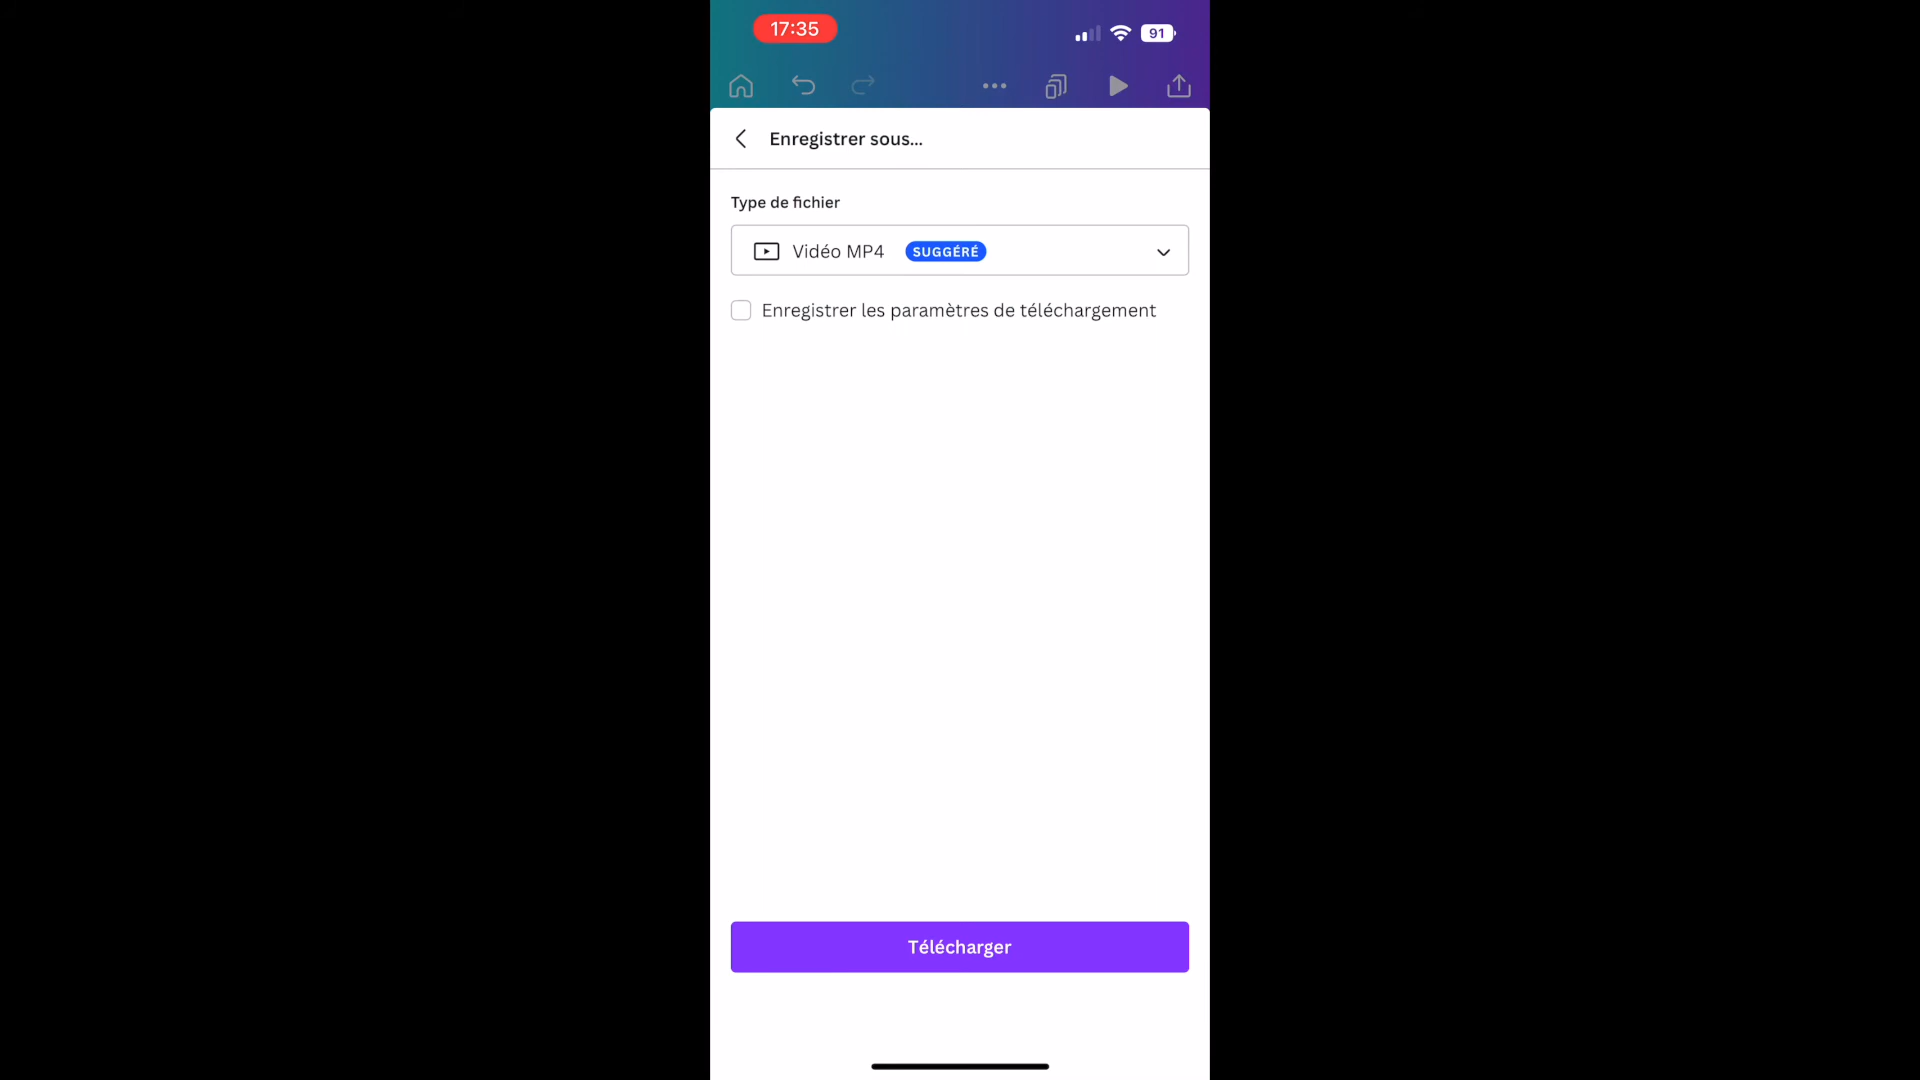 17:35
91
Enregistrer sous...
Type de fichier
Vidéo MP4 SUGGÉRÉ
Enregistrer les paramètres de téléchargement
Télécharger